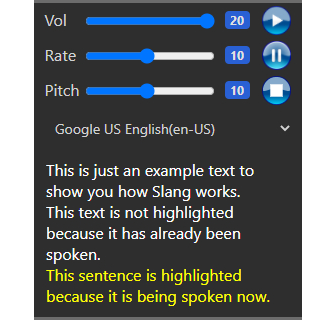 Vol 20
Rate 10
Pitch 10
Google US English(en-US)
This is just an example text to
show you how Slang works.
This text is not highlighted
because it has already been
spoken.
This sentence is highlighted
because it is being spoken now.